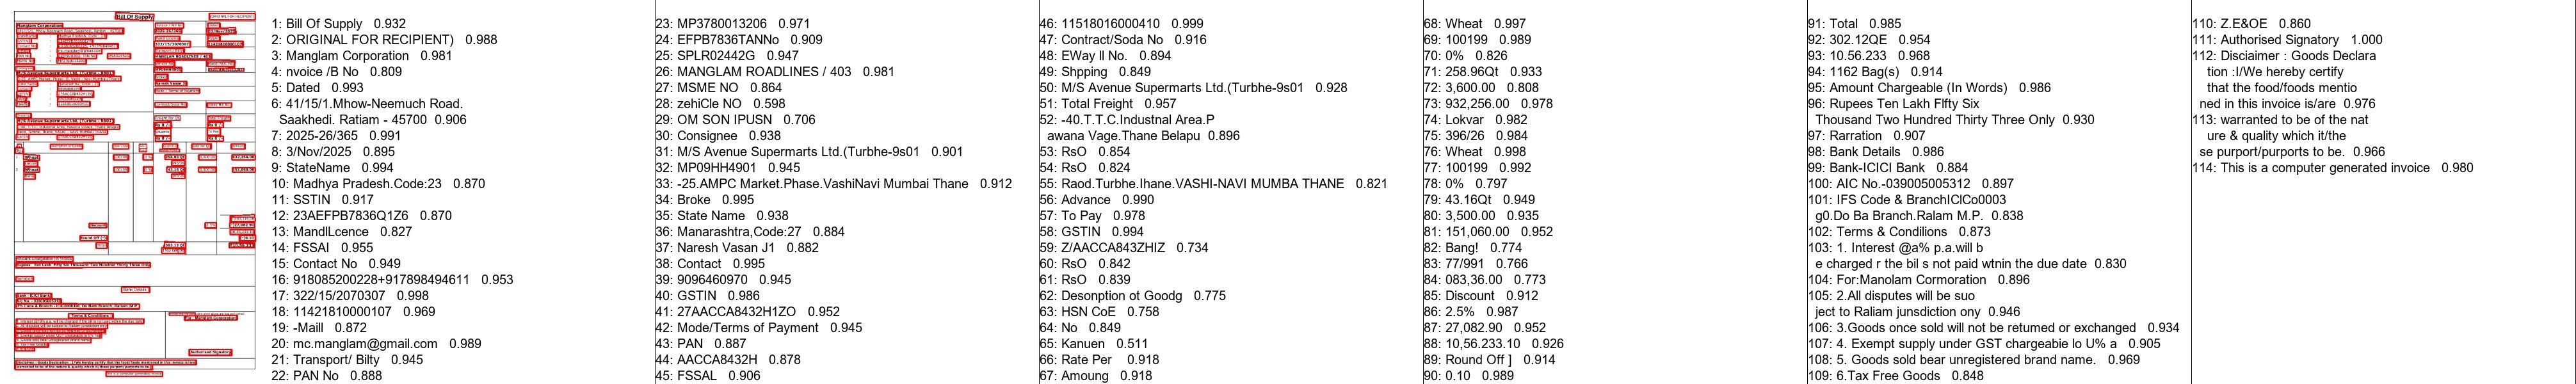 1: Bill Of Supply 0.932
2: ORIGINAL FOR RECIPIENT) 0.988
3: Manglam Corporation 0.981
4: nvoice /B No 0.809
5: Dated 0.993
6: 41/15/1.Mhow-Neemuch Road.
Saakhedi. Ratiam - 45700 0.906
7: 2025-26/365 0.991
8: 3/Nov/2025 0.895
9: StateName 0.994
10: Madhya Pradesh.Code:23 0.870
11: SSTIN 0.917
12: 23AEFPB7836Q1Z6 0.870
13: MandlLcence 0.827
14: FSSAI 0.955
15: Contact No 0.949
16: 918085200228+917898494611 0.953
17: 322/15/2070307 0.998
18: 11421810000107 0.969
19: -Maill 0.872
20: mc.manglam@gmail.com 0.989
21: Transport/ Bilty 0.945
22: PAN No 0.888
23: MP3780013206 0.971
24: EFPB7836TANNo 0.909
25: SPLR02442G 0.947
26: MANGLAM ROADLINES / 403 0.981
27: MSME NO 0.864
28: zehiCle NO 0.598
29: OM SON IPUSN 0.706
30: Consignee 0.938
31: M/S Avenue Supermarts Ltd.(Turbhe-9s01 0.901
32: MP09HH4901 0.945
33: -25.AMPC Market.Phase.VashiNavi Mumbai Thane 0.912
34: Broke 0.995
35: State Name 0.938
36: Manarashtra,Code:27 0.884
37: Naresh Vasan J1 0.882
38: Contact 0.995
39: 9096460970 0.945
40: GSTIN 0.986
41: 27AACCA8432H1ZO 0.952
42: Mode/Terms of Payment 0.945
43: PAN 0.887
44: AACCA8432H 0.878
45: FSSAL 0.906
46: 11518016000410 0.999
47: Contract/Soda No 0.916
48: EWay ll No. 0.894
49: Shpping 0.849
50: M/S Avenue Supermarts Ltd.(Turbhe-9s01 0.928
51: Total Freight 0.957
52: -40.T.T.C.Industnal Area.P
awana Vage.Thane Belapu 0.896
53: RsO 0.854
54: RsO 0.824
55: Raod.Turbhe.Ihane.VASHI-NAVI MUMBA THANE 0.821
56: Advance 0.990
57: To Pay 0.978
58: GSTIN 0.994
59: Z/AACCA843ZHIZ 0.734
60: RsO 0.842
61: RsO 0.839
62: Desonption ot Goodg 0.775
63: HSN CoE 0.758
64: No 0.849
65: Kanuen 0.511
66: Rate Per 0.918
67: Amoung 0.918
68: Wheat 0.997
69: 100199 0.989
70: 0% 0.826
71: 258.96Qt 0.933
72: 3,600.00 0.808
73: 932,256.00 0.978
74: Lokvar 0.982
75: 396/26 0.984
76: Wheat 0.998
77: 100199 0.992
78: 0% 0.797
79: 43.16Qt 0.949
80: 3,500.00 0.935
81: 151,060.00 0.952
82: Bang! 0.774
83: 77/991 0.766
84: 083,36.00 0.773
85: Discount 0.912
86: 2.5% 0.987
87: 27,082.90 0.952
88: 10,56.233.10 0.926
89: Round Off ] 0.914
90: 0.10 0.989
91: Total 0.985
92: 302.12QE 0.954
93: 10.56.233 0.968
94: 1162 Bag(s) 0.914
95: Amount Chargeable (In Words) 0.986
96: Rupees Ten Lakh Flfty Six
Thousand Two Hundred Thirty Three Only 0.930
97: Rarration 0.907
98: Bank Details 0.986
99: Bank-ICICI Bank 0.884
100: AIC No.-039005005312 0.897
101: IFS Code & BranchIClCo0003
g0.Do Ba Branch.Ralam M.P. 0.838
102: Terms & Condilions 0.873
103: 1. Interest @a% p.a.will b
e charged r the bil s not paid wtnin the due date 0.830
104: For:Manolam Cormoration 0.896
105: 2.All disputes will be suo
ject to Raliam junsdiction ony 0.946
106: 3.Goods once sold will not be retumed or exchanged 0.934
107: 4. Exempt supply under GST chargeabie lo U% a 0.905
108: 5. Goods sold bear unregistered brand name. 0.969
109: 6.Tax Free Goods 0.848
110: Z.E&OE 0.860
111: Authorised Signatory 1.000
112: Disciaimer : Goods Declara
tion :I/We hereby certify
that the food/foods mentio
ned in this invoice is/are 0.976
113: warranted to be of the nat
ure & quality which it/the
se purport/purports to be. 0.966
114: This is a computer generated invoice 0.980